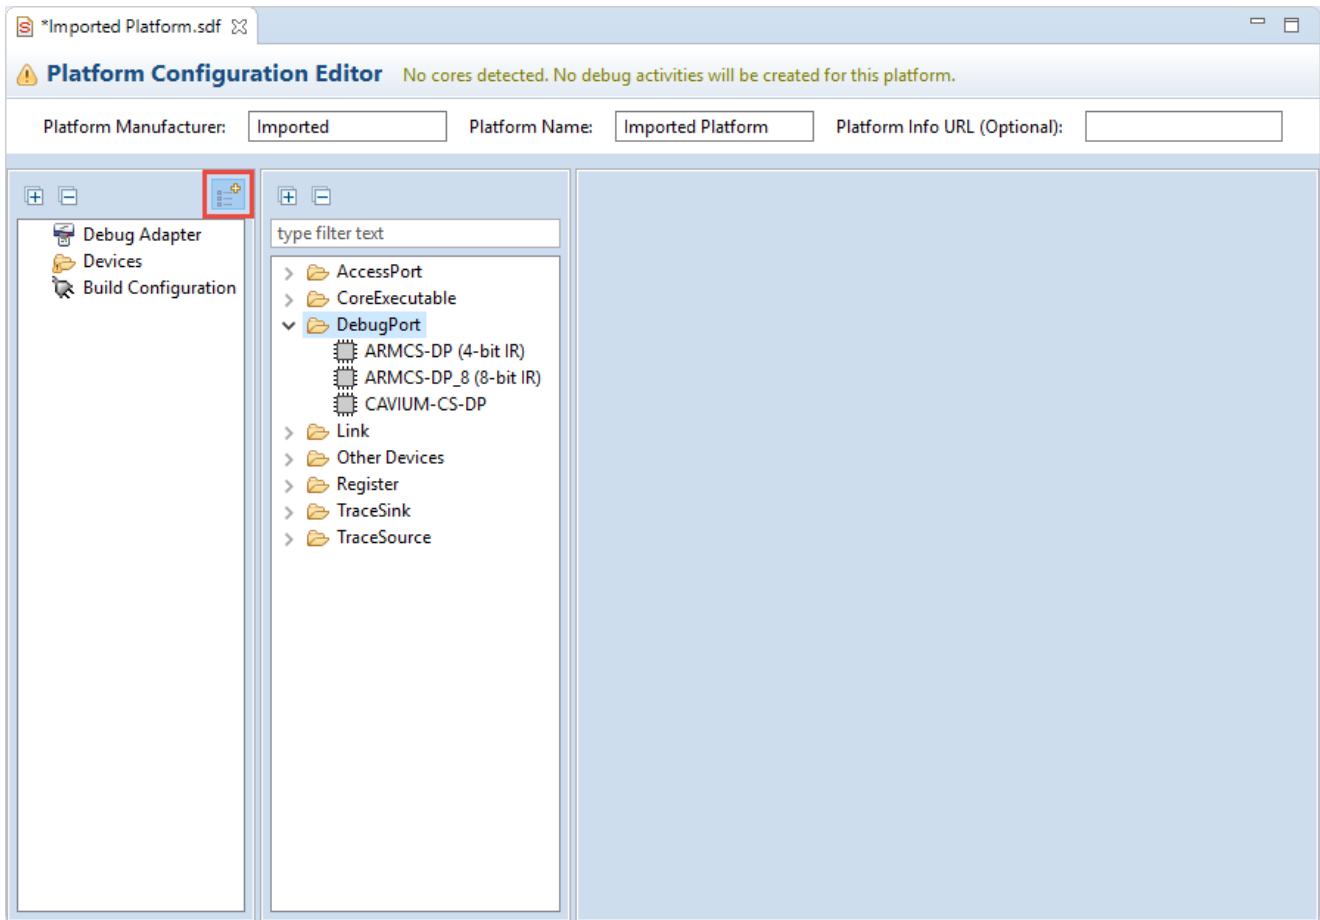 *Imported Platform.sdf
Platform Configuration Editor No cores detected. No debug activities will be created for this platform.
Platform Manufacturer: Imported Platform Name: Imported Platform Platform Info URL (Optional):
Debug Adapter
Devices
Build Configuration
type filter text
AccessPort
CoreExecutable
DebugPort
ARMCS-DP (4-bit IR)
ARMCS-DP_8 (8-bit IR)
CAVIUM-CS-DP
Link
Other Devices
Register
TraceSink
TraceSource